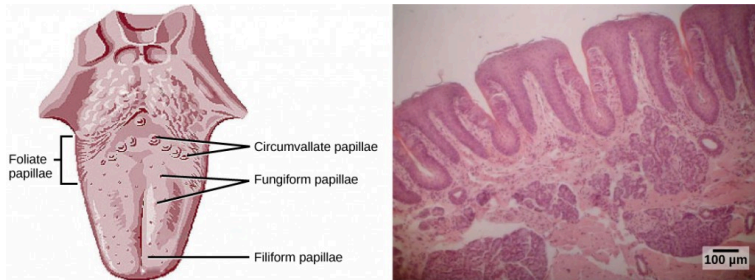 Foliate
papillae
Circumvallate papillae
Fungiform papillae
Filiform papillae
100 µm